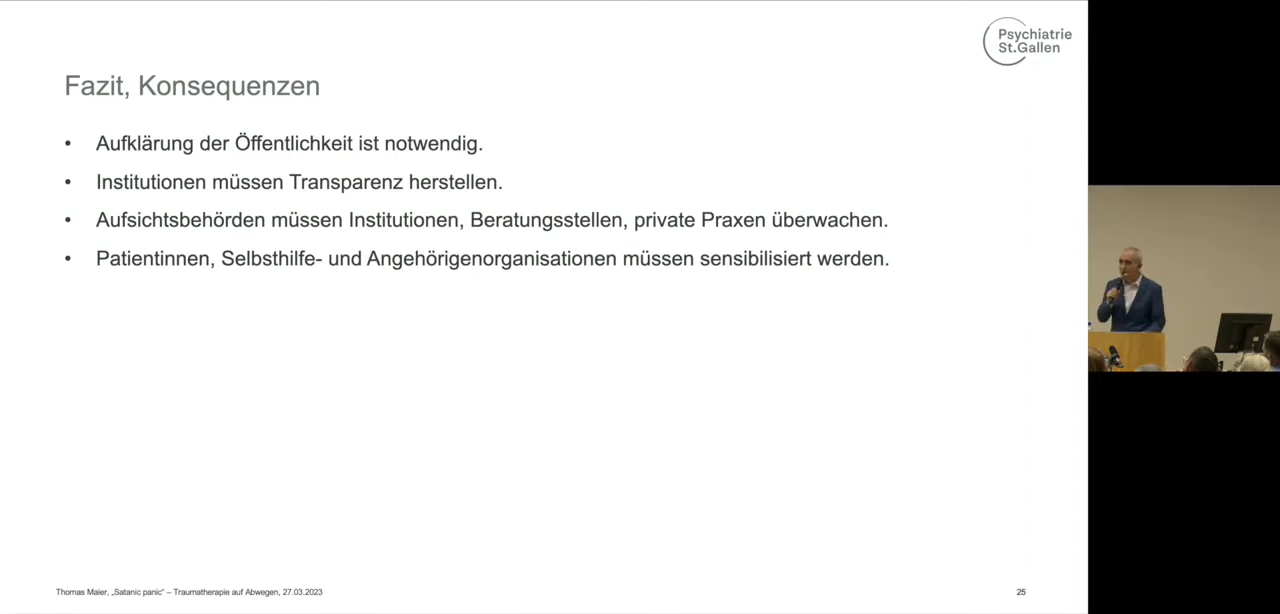 Psychiatrie
St.Gallen
Fazit, Konsequenzen
• Aufklärung der Öffentlichkeit ist notwendig.
• Institutionen müssen Transparenz herstellen.
• Aufsichtsbehörden müssen Institutionen, Beratungsstellen, private Praxen überwachen.
• Patientinnen, Selbsthilfe- und Angehörigenorganisationen müssen sensibilisiert werden.
Thomas Maier, „Satanic panic“ – Traumatherapie auf Abwegen, 27.03.2023
25